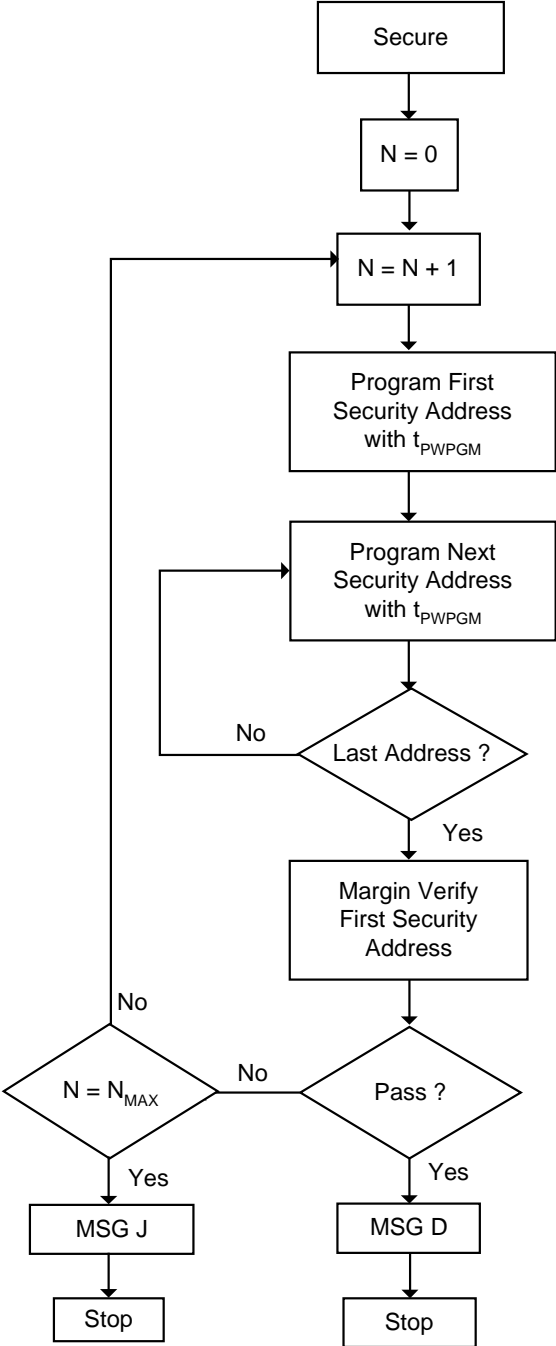 Secure
N = 0
N = N + 1
Program First
Security Address
with tPWPGM
Program Next
Security Address
with tPWPGM
No
Last Address ?
Yes
Margin Verify
First Security
Address
No
N = NMAX
No
Pass ?
Yes
Yes
MSG J
MSG D
Stop
Stop